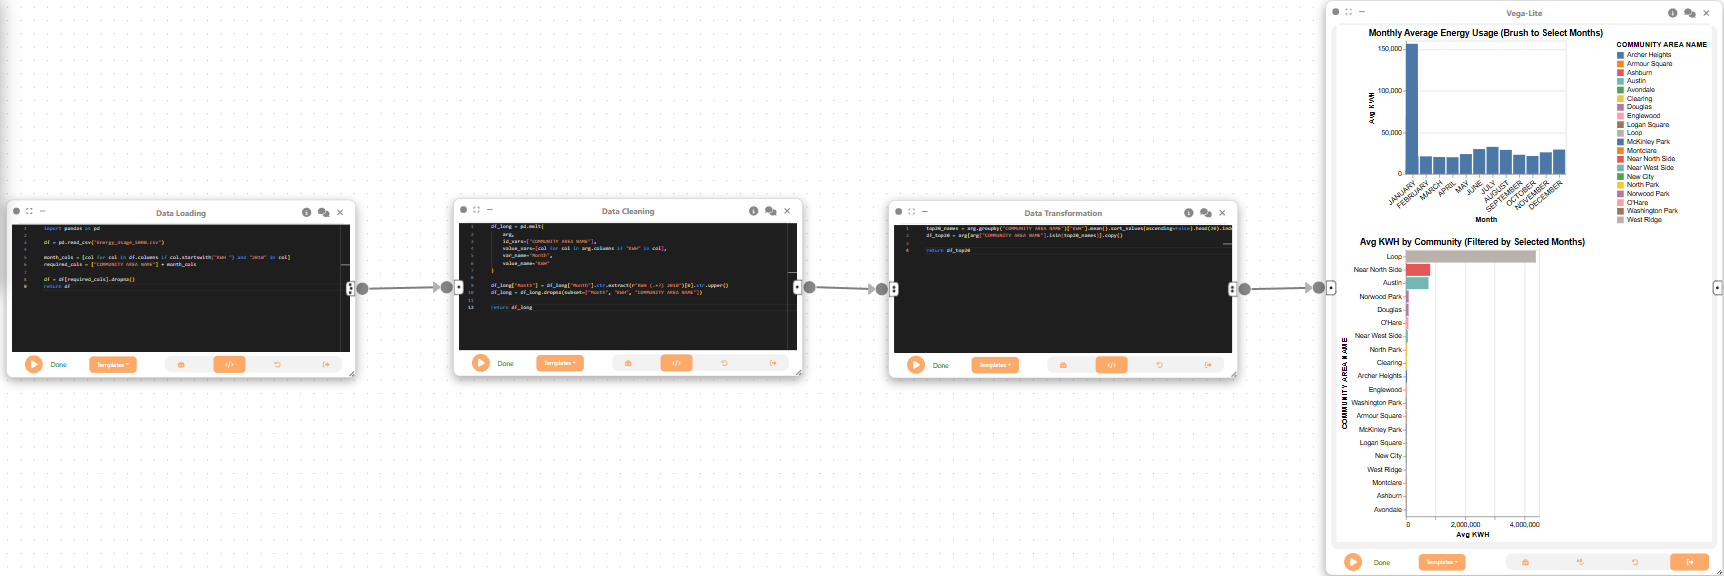 Data Loading
import pandas as pd
df = pd.read_csv("Energy_Usage_5000.csv")
month_cols = [col for col in df.columns if col.startswith("KWH ") and "2010" in col]
required_cols = ["COMMUNITY AREA NAME"] + month_cols
df = df[required_cols].dropna()
return df
Done
Templates
Data Cleaning
df_long = pd.melt(
arg,
id_vars=["COMMUNITY AREA NAME"],
value_vars=[col for col in arg.columns if "KWH" in col],
var_name="Month",
value_name="KWH"
)
df_long["Month"] = df_long["Month"].str.extract(r"KWH (.+?) 2010")[0].str.upper()
df_long = df_long.dropna(subset=["Month", "KWH", "COMMUNITY AREA NAME"])
return df_long
Done
Templates
Data Transformation
top20_names = arg.groupby("COMMUNITY AREA NAME")["KWH"].mean().sort_values(ascending=False).head(20).ind
df_top20 = arg[arg["COMMUNITY AREA NAME"].isin(top20_names)].copy()
return df_top20
Done
Templates
Vega-Lite
Monthly Average Energy Usage (Brush to Select Months)
Avg KWH
150,000
100,000
50,000
0
JANUARY
FEBRUARY
MARCH
APRIL
MAY
JUNE
JULY
AUGUST
SEPTEMBER
OCTOBER
NOVEMBER
DECEMBER
Month
COMMUNITY AREA NAME
Archer Heights
Armour Square
Ashburn
Austin
Avondale
Clearing
Douglas
Englewood
Logan Square
Loop
McKinley Park
Montclare
Near North Side
Near West Side
New City
North Park
Norwood Park
O'Hare
Washington Park
West Ridge
Avg KWH by Community (Filtered by Selected Months)
COMMUNITY AREA NAME
Loop
Near North Side
Austin
Norwood Park
Douglas
O'Hare
Near West Side
North Park
Clearing
Archer Heights
Englewood
Washington Park
Armour Square
McKinley Park
Logan Square
New City
West Ridge
Montclare
Ashburn
Avondale
0
2,000,000
4,000,000
Avg KWH
Done
Templates